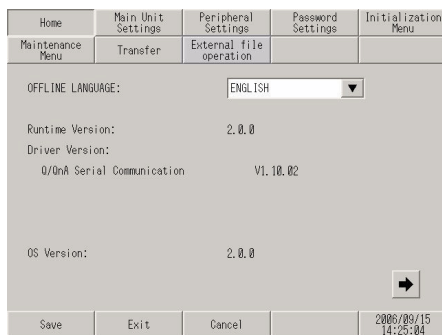 Home
Main Unit
Settings
Peripheral
Settings
Password
Settings
Initialization
Menu
Maintenance
Menu
Transfer
External file
operation
OFFLINE LANGUAGE:
ENGLISH
Runtime Version:
2.0.0
Driver Version:
Q/QnA Serial Communication
V1.10.02
OS Version:
2.0.0
Save
Exit
Cancel
2006/09/15
14:25:04